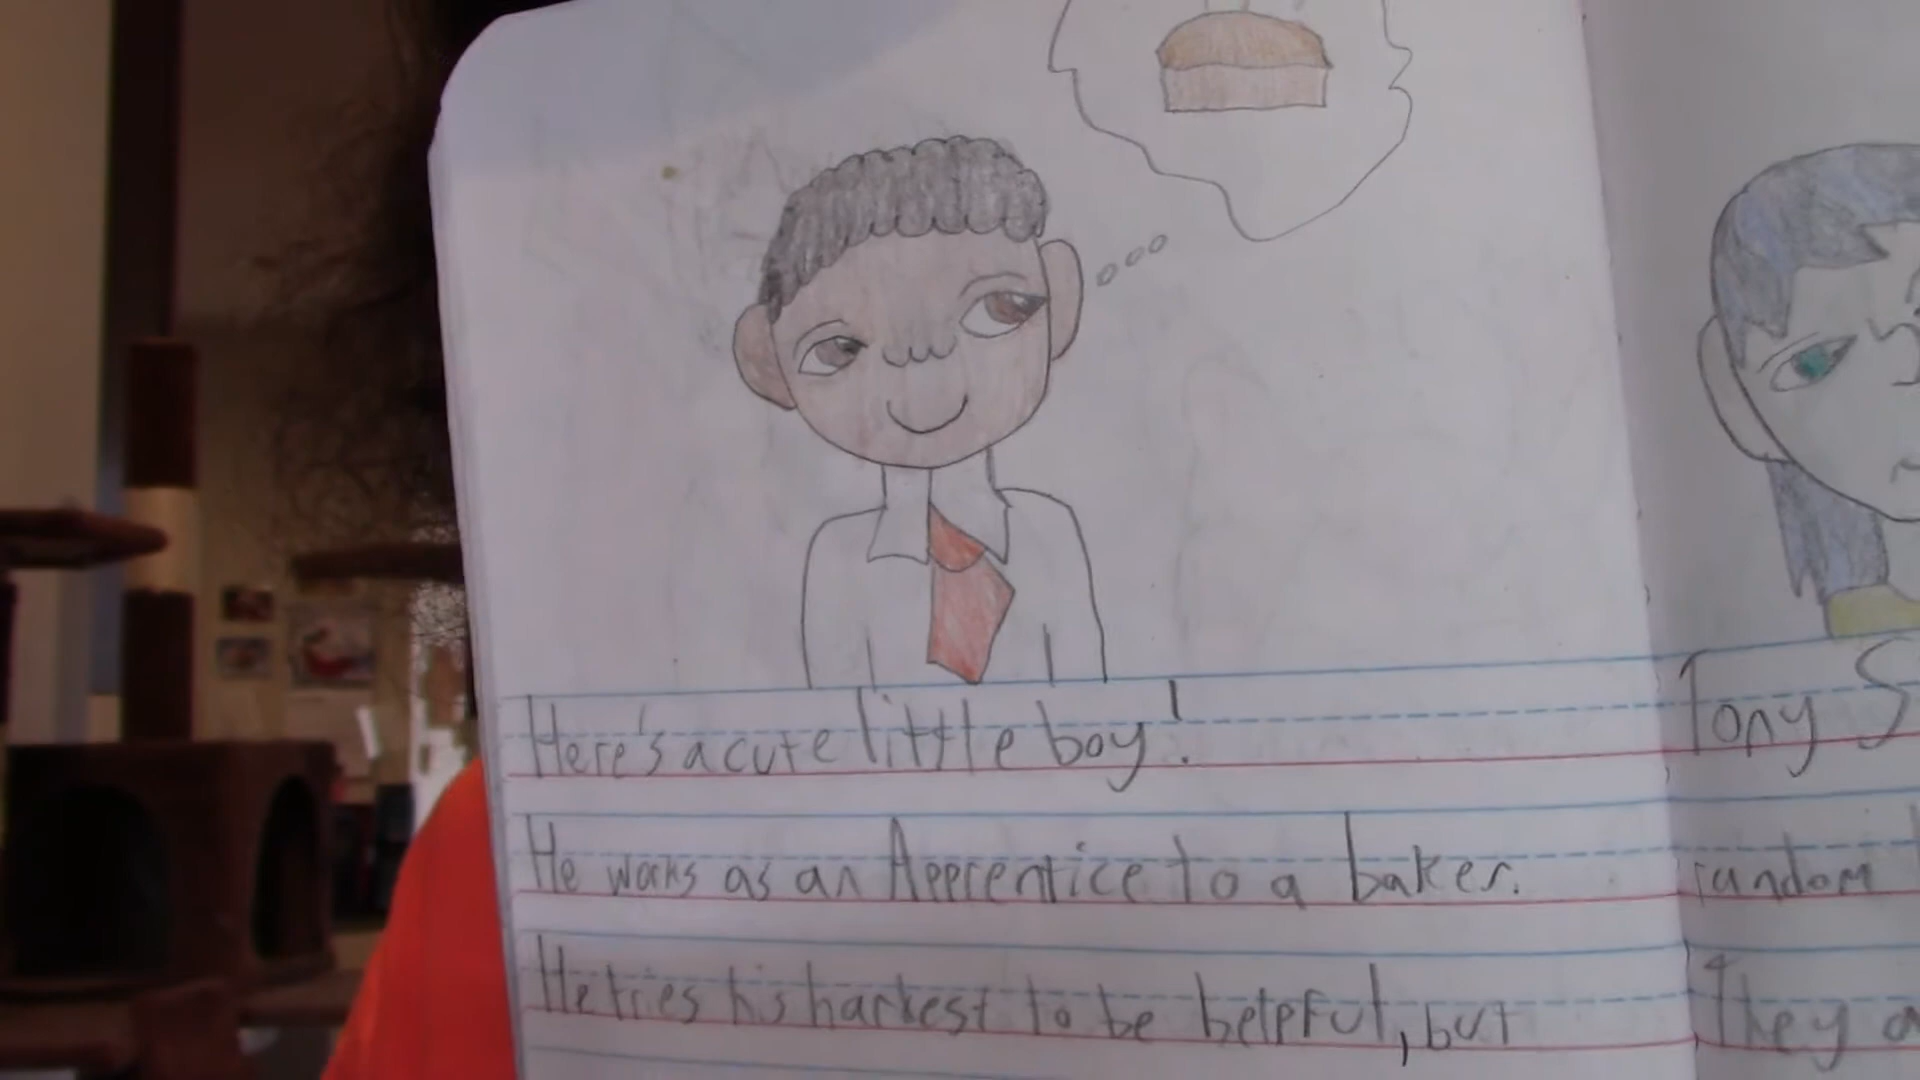 Here's a cute little boy!
He works as an Apprentice to a baker.
He tries his hardest to be helpful, but
Tony S
random
They a